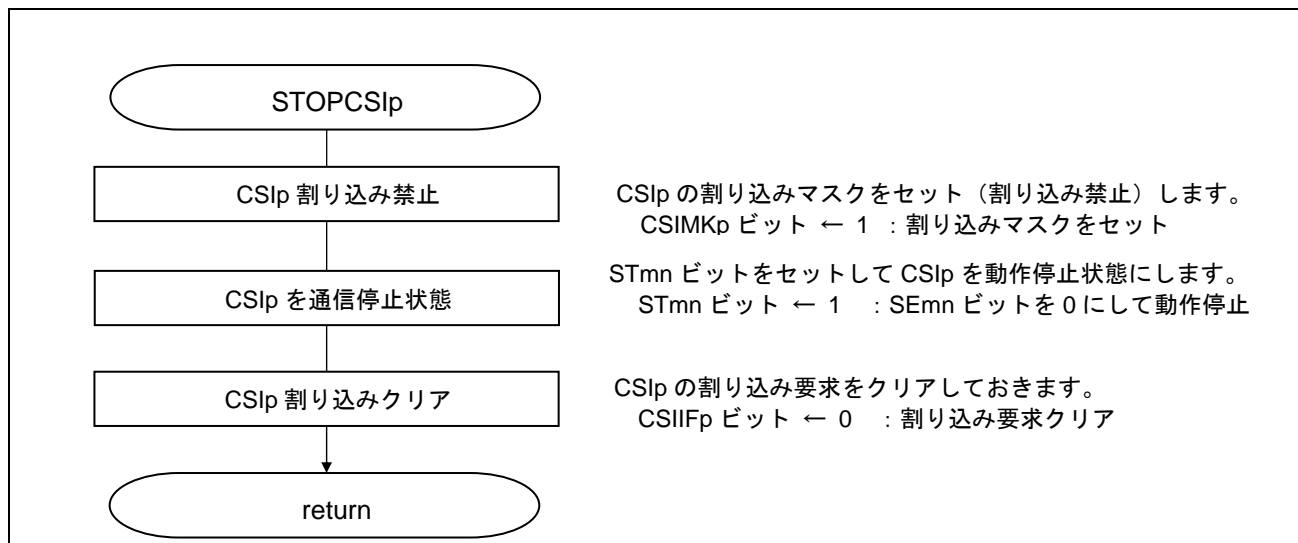 STOPCSIp
CSIp 割り込み禁止
CSIp の割り込みマスクをセット（割り込み禁止）します。
CSIMKp ビット ← 1 ：割り込みマスクをセット
CSIp を通信停止状態
STmn ビットをセットして CSIp を動作停止状態にします。
STmn ビット ← 1 ：SEmn ビットを 0 にして動作停止
CSIp 割り込みクリア
CSIp の割り込み要求をクリアしておきます。
CSIIFp ビット ← 0 ：割り込み要求クリア
return